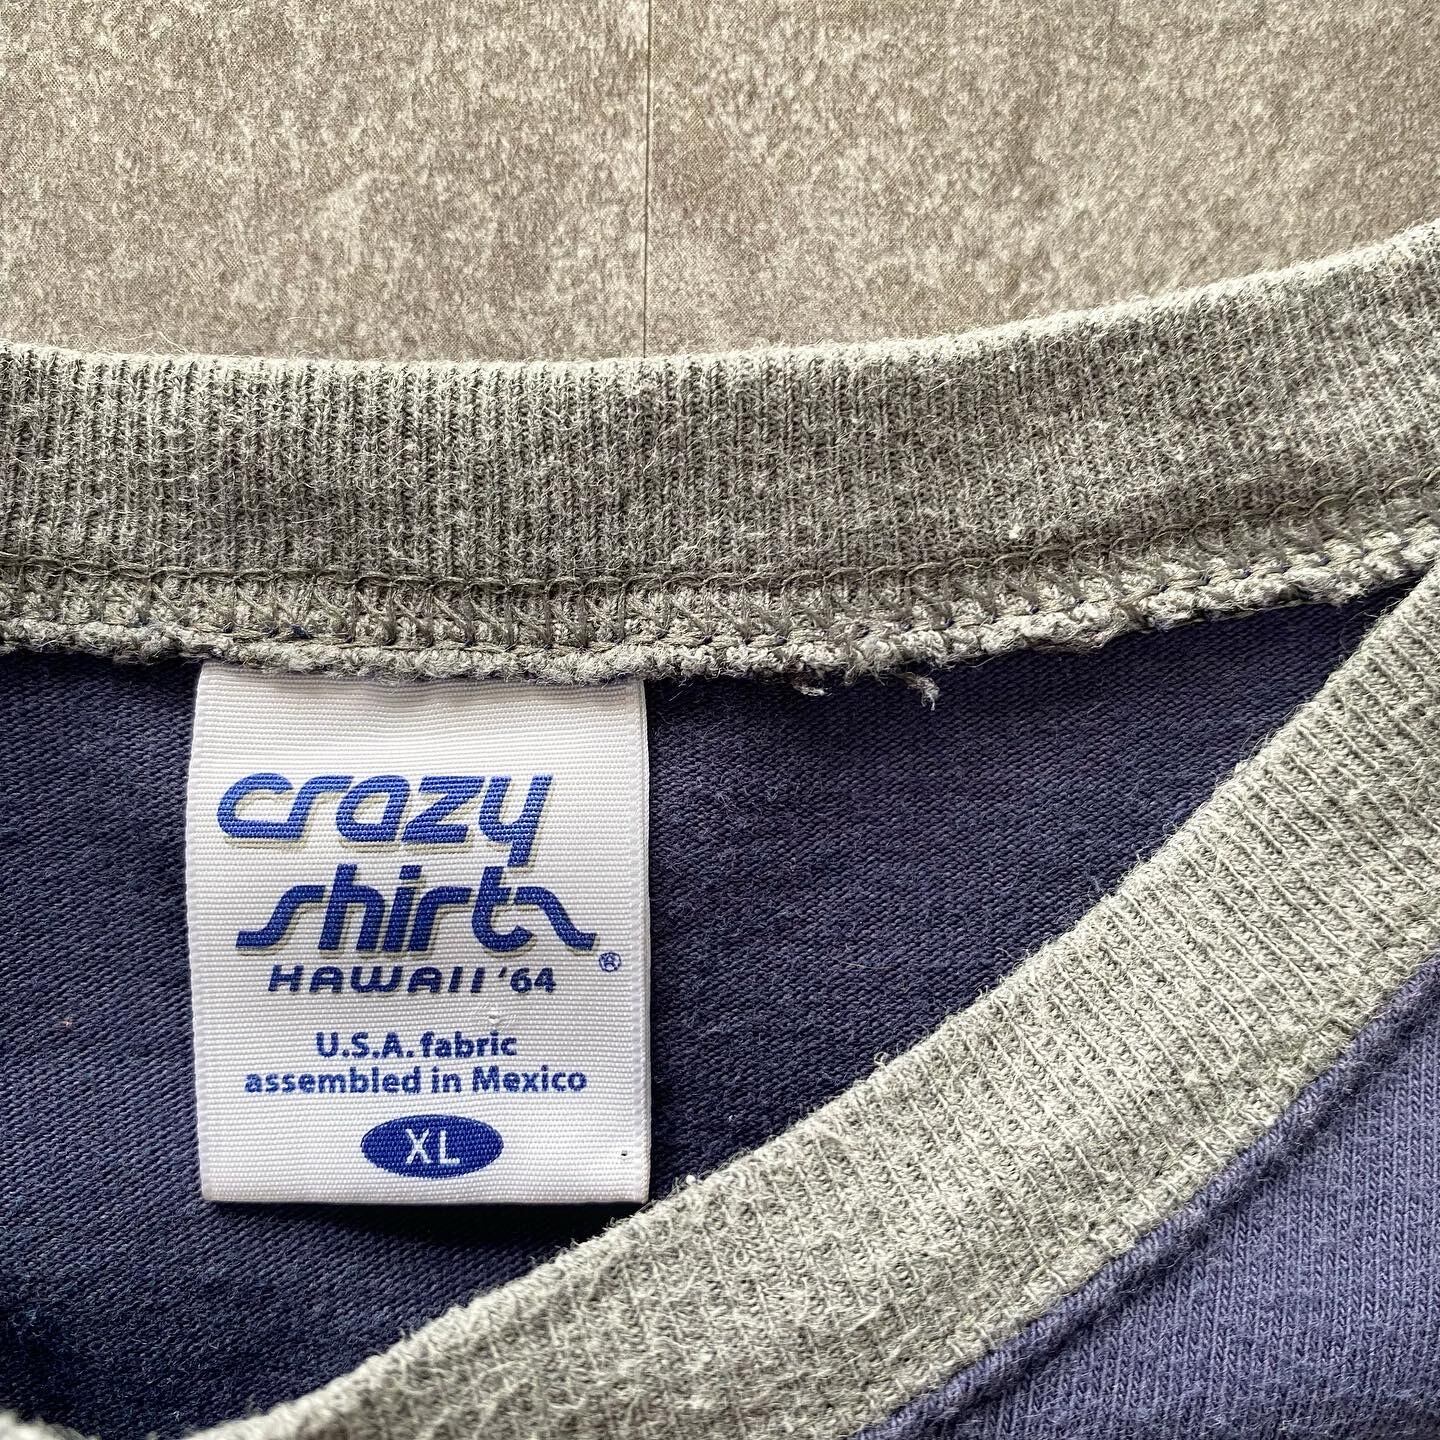 crazy
shirts
HAWAII '64 ®
U.S.A. fabric
assembled in Mexico
XL